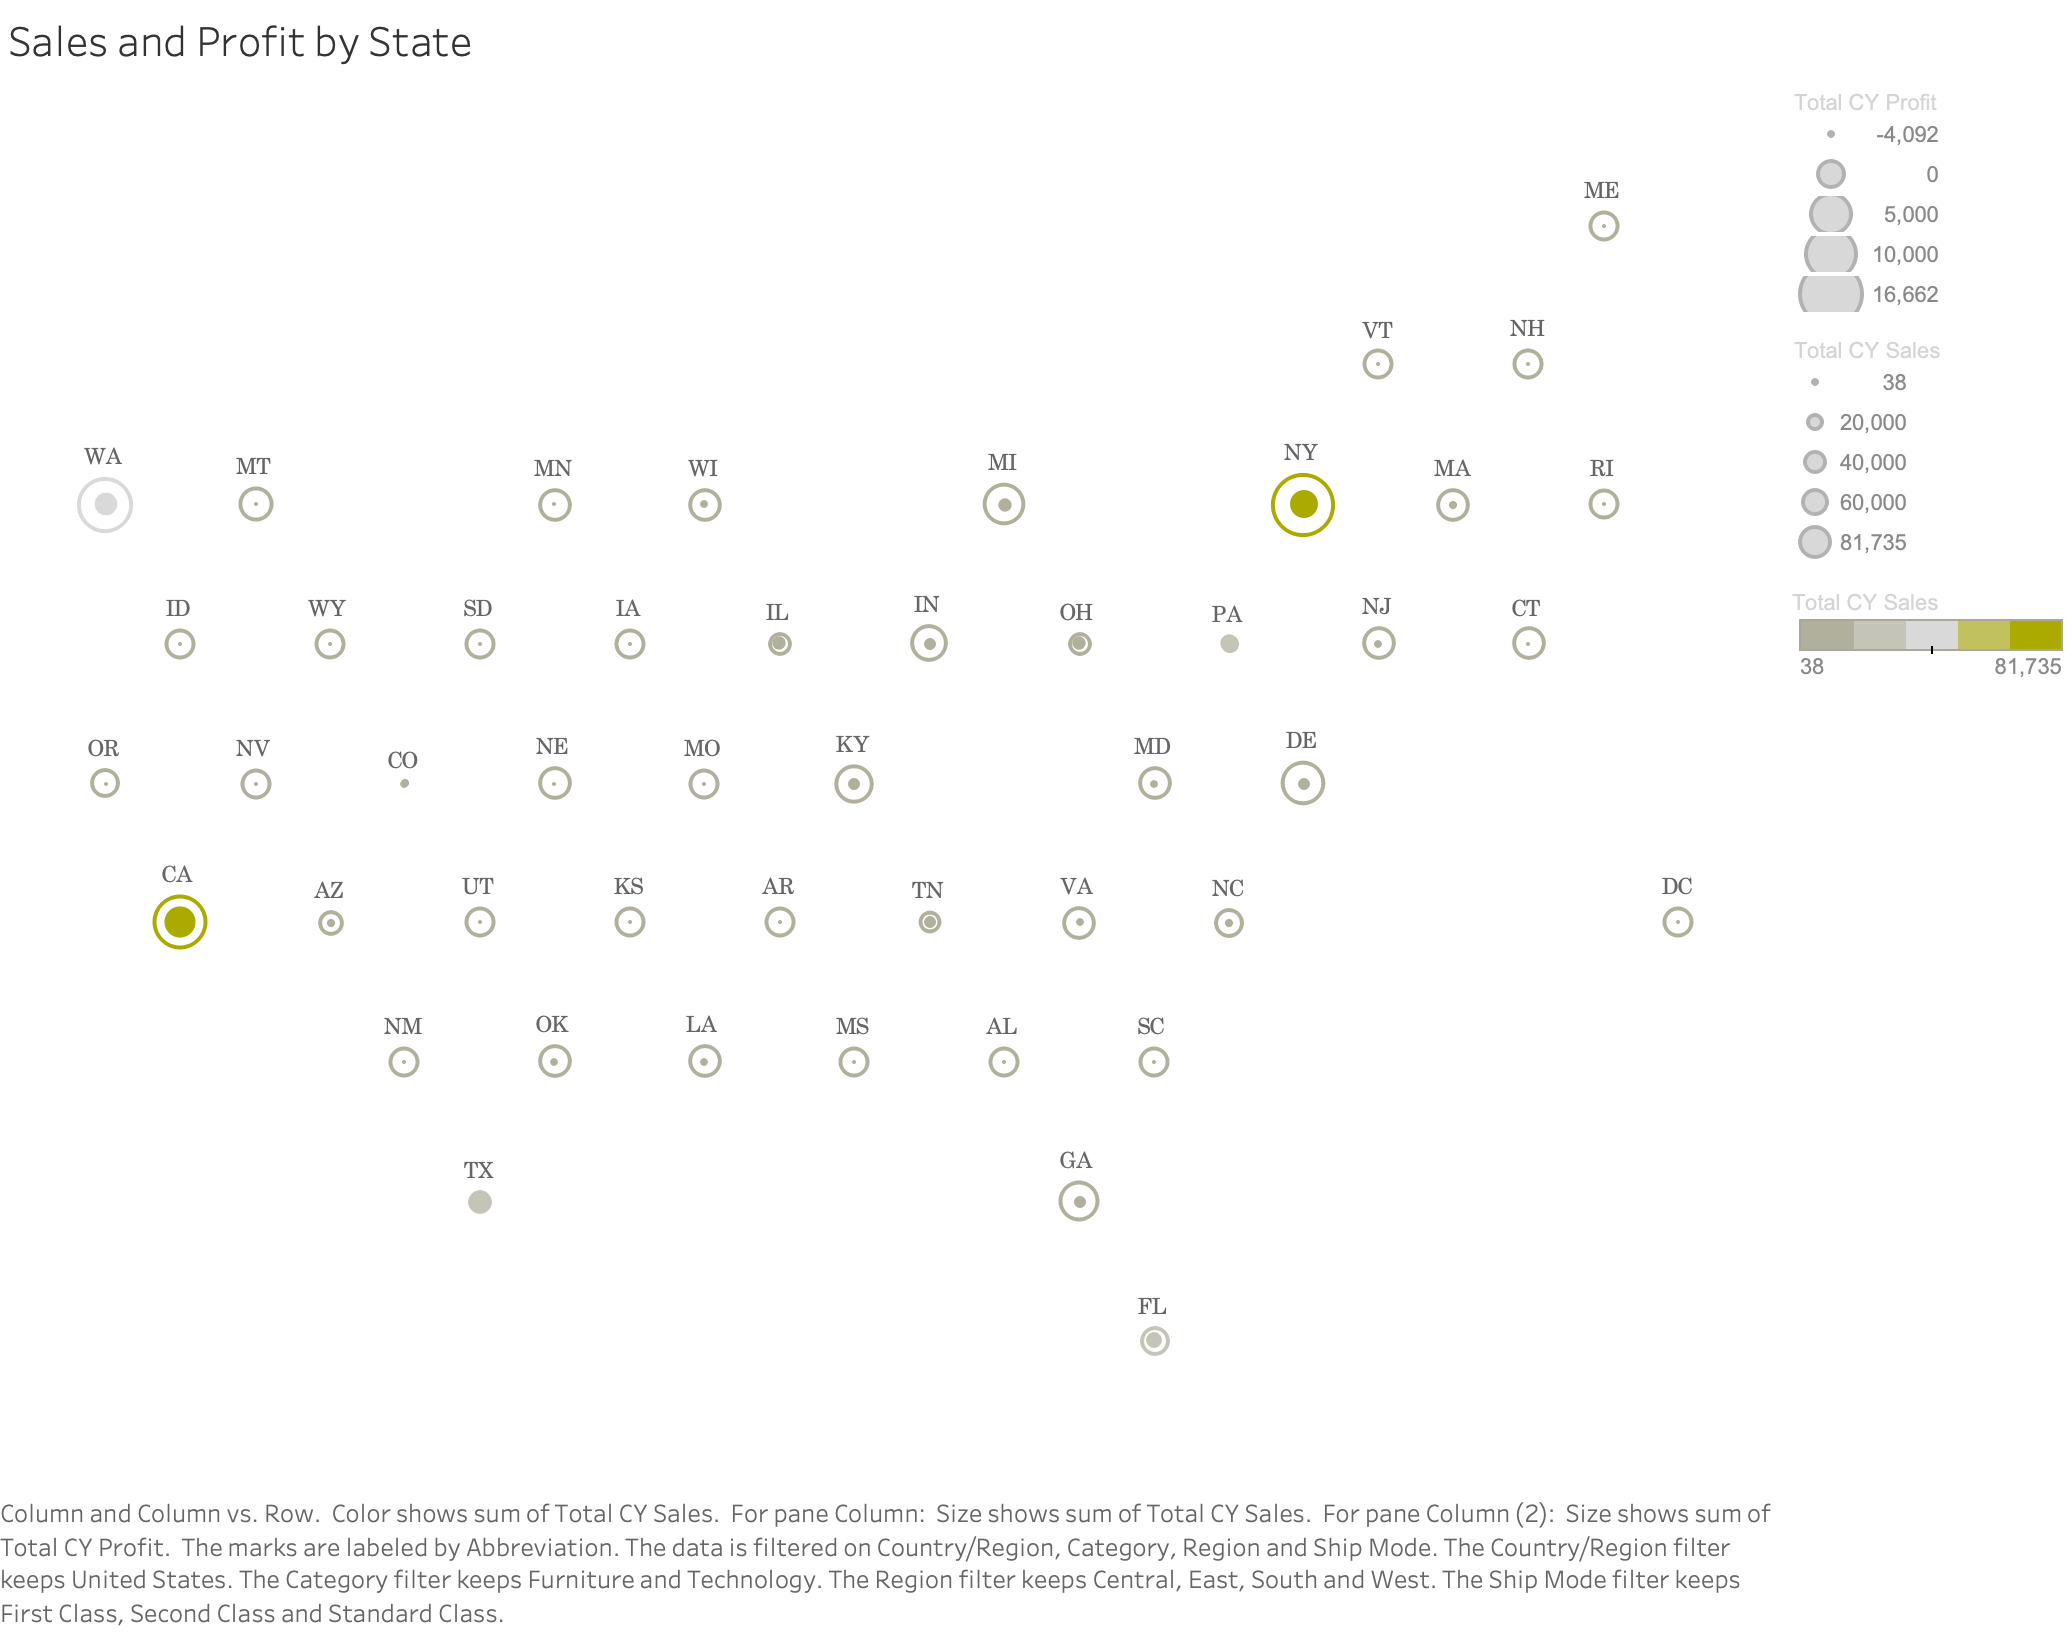 Sales and Profit by State
Total CY Profit
-4,092
0
5,000
10,000
16,662
Total CY Sales
38
20,000
40,000
60,000
81,735
Total CY Sales
38 81,735
ME
VT NH
WA MT MN WI MI NY MA RI
ID WY SD IA IL IN OH PA NJ CT
OR NV CO NE MO KY MD DE
CA AZ UT KS AR TN VA NC DC
NM OK LA MS AL SC
TX GA
FL
Column and Column vs. Row.  Color shows sum of Total CY Sales.  For pane Column:  Size shows sum of Total CY Sales.  For pane Column (2):  Size shows sum of
Total CY Profit.  The marks are labeled by Abbreviation. The data is filtered on Country/Region, Category, Region and Ship Mode. The Country/Region filter
keeps United States. The Category filter keeps Furniture and Technology. The Region filter keeps Central, East, South and West. The Ship Mode filter keeps
First Class, Second Class and Standard Class.